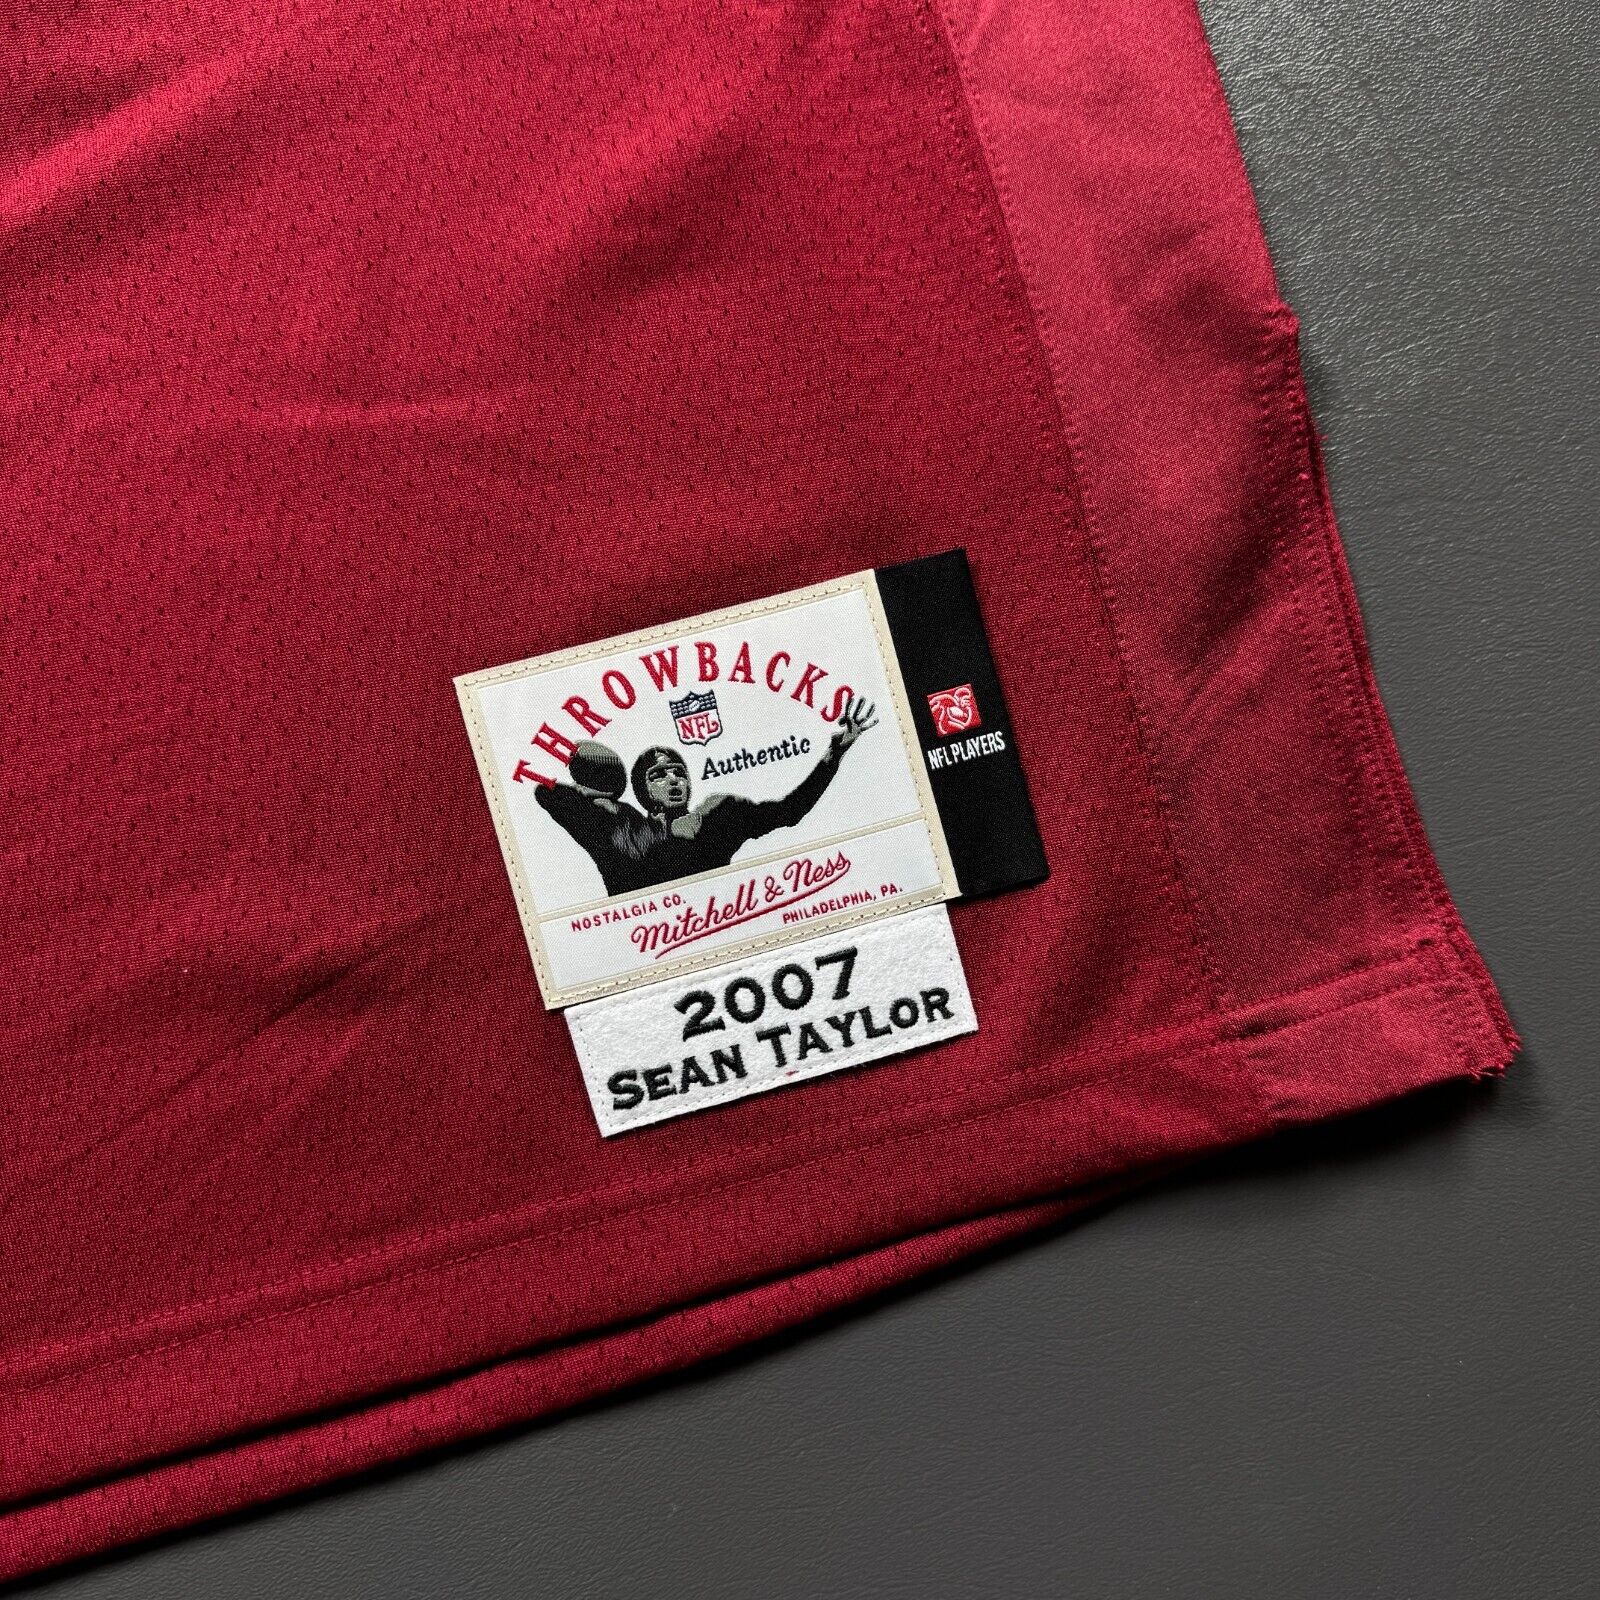 THROWBACKS
NFL
Authentic
NFL PLAYERS
NOSTALGIA CO.
Mitchell & Ness
PHILADELPHIA, PA.
2007
SEAN TAYLOR